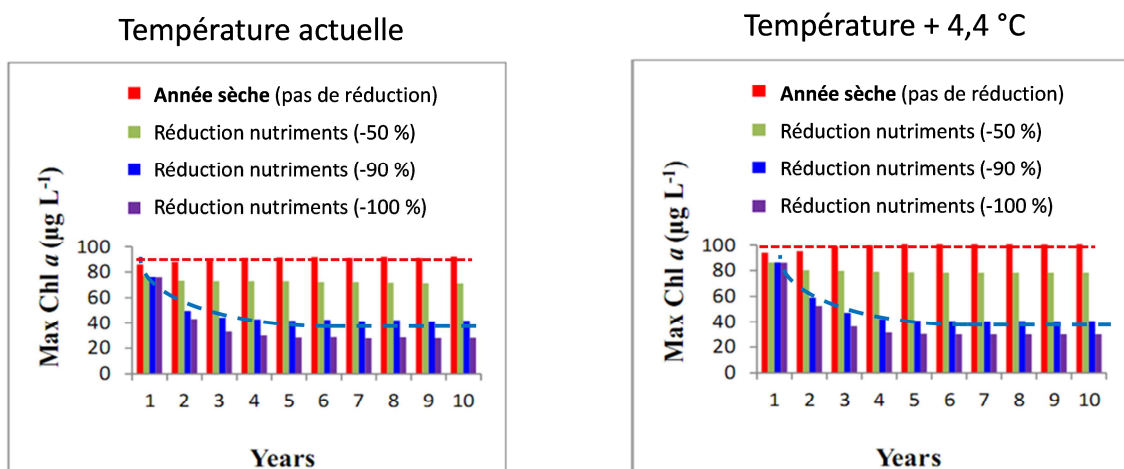 Température actuelle
Année sèche (pas de réduction)
Réduction nutriments (-50 %)
Réduction nutriments (-90 %)
Réduction nutriments (-100 %)
Max Chl a (µg L-1)
100
80
60
40
20
0
1 2 3 4 5 6 7 8 9 10
Years
Température + 4,4 °C
Année sèche (pas de réduction)
Réduction nutriments (-50 %)
Réduction nutriments (-90 %)
Réduction nutriments (-100 %)
Max Chl a (µg L-1)
100
80
60
40
20
0
1 2 3 4 5 6 7 8 9 10
Years